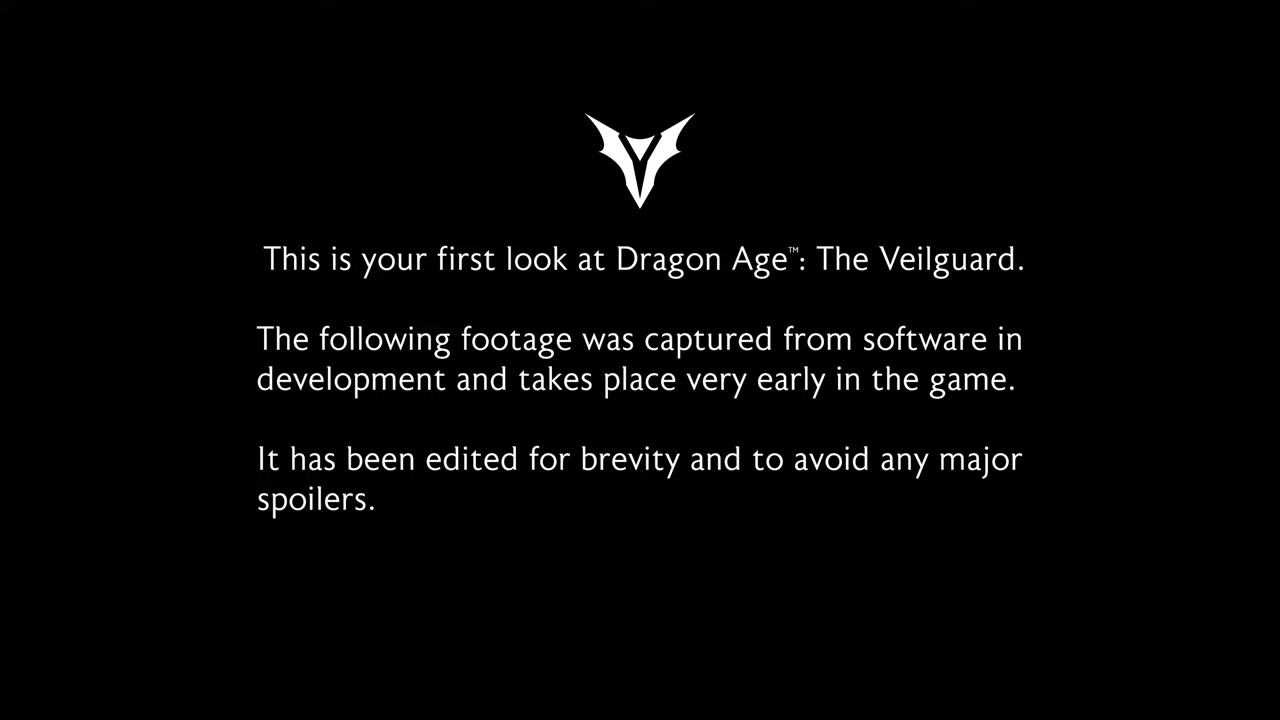 This is your first look at Dragon Age™: The Veilguard.
The following footage was captured from software in
development and takes place very early in the game.
It has been edited for brevity and to avoid any major
spoilers.